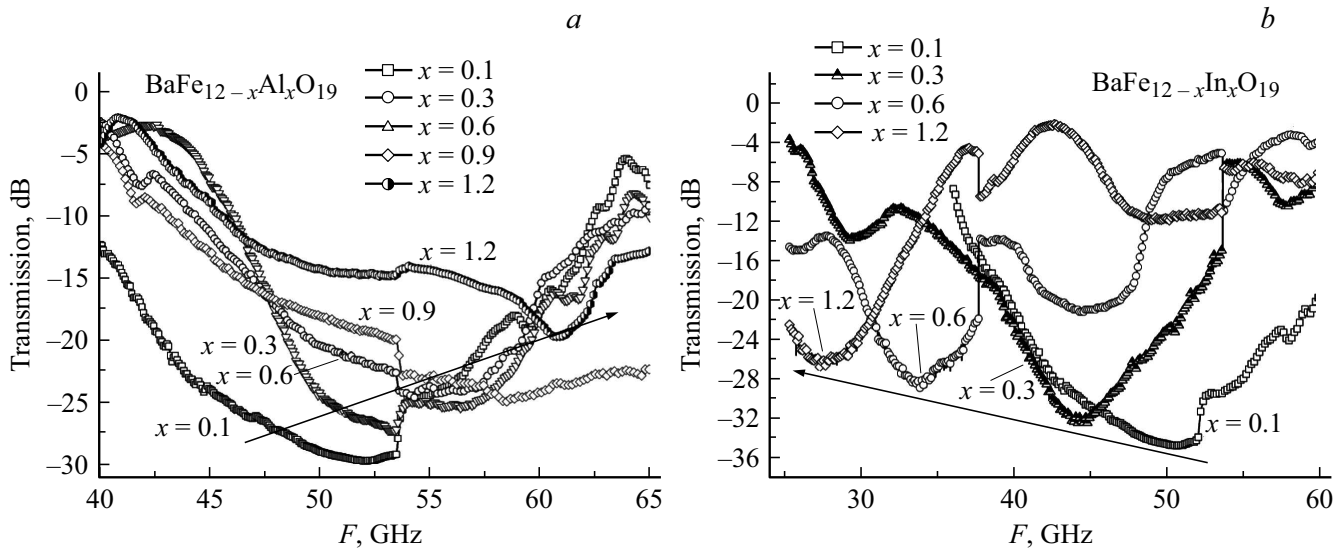 a
BaFe12−xAlxO19
x = 0.1
x = 0.3
x = 0.6
x = 0.9
x = 1.2
0
−5
−10
−15
−20
−25
−30
Transmission, dB
x = 1.2
x = 0.9
x = 0.3
x = 0.6
x = 0.1
40
45
50
55
60
65
F, GHz
b
x = 0.1
x = 0.3
x = 0.6
x = 1.2
BaFe12−xInxO19
0
−4
−8
−12
−16
−20
−24
−28
−32
−36
Transmission, dB
x = 1.2
x = 0.6
x = 0.3
x = 0.1
30
40
50
60
F, GHz